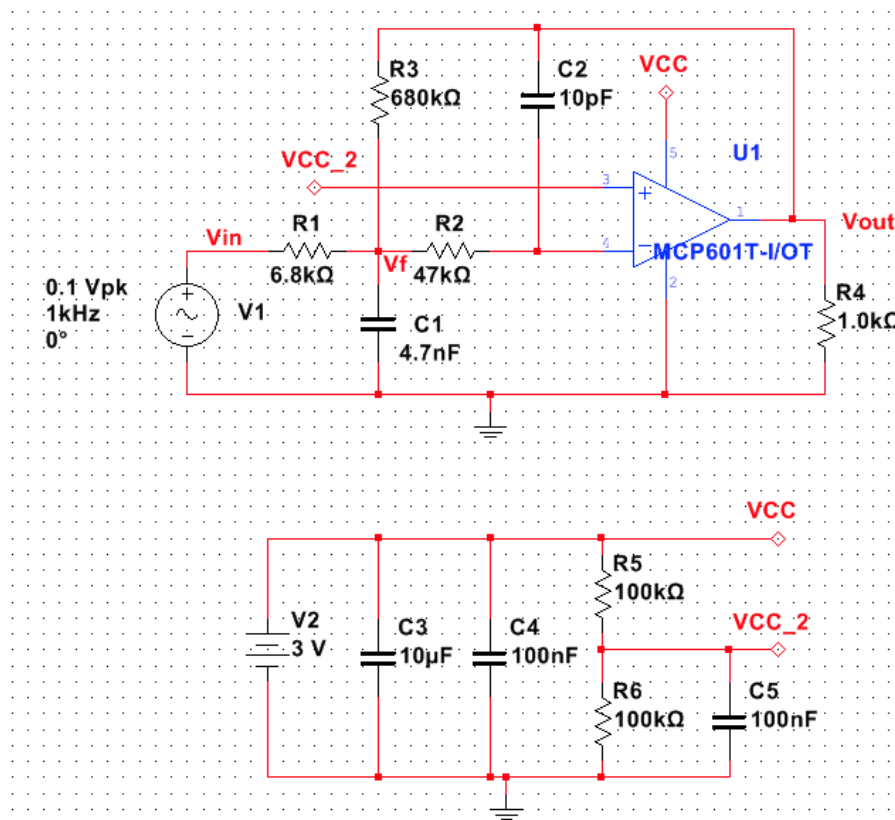 R3
680kΩ
C2
10pF
VCC
5
U1
VCC_2
3
+
R1
R2
1
Vout
Vin
Vf
4
−
MCP601T-I/OT
6.8kΩ
47kΩ
2
0.1 Vpk
1kHz
0°
V1
C1
4.7nF
R4
1.0kΩ
VCC
R5
100kΩ
V2
3 V
C3
10µF
C4
100nF
VCC_2
R6
100kΩ
C5
100nF